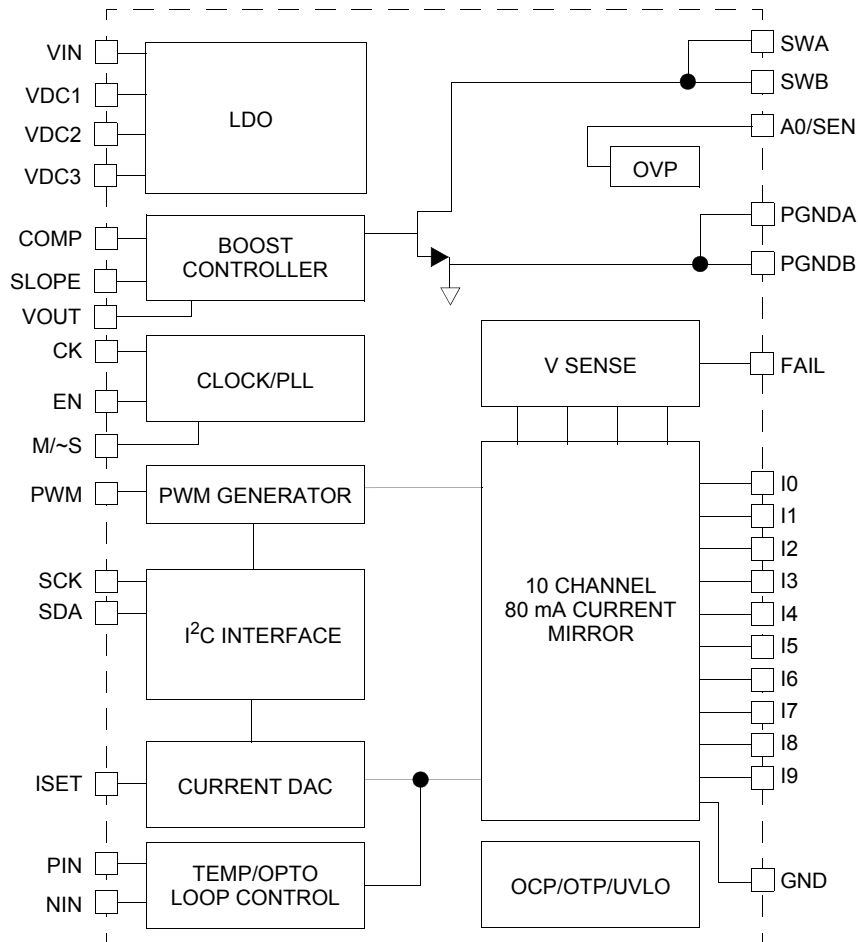 VIN
VDC1
VDC2
VDC3
LDO
SWA
SWB
A0/SEN
OVP
PGNDA
PGNDB
COMP
SLOPE
VOUT
BOOST
CONTROLLER
CK
EN
M/~S
CLOCK/PLL
V SENSE
FAIL
PWM
PWM GENERATOR
SCK
SDA
I²C INTERFACE
10 CHANNEL
80 mA CURRENT
MIRROR
I0
I1
I2
I3
I4
I5
I6
I7
I8
I9
ISET
CURRENT DAC
PIN
NIN
TEMP/OPTO
LOOP CONTROL
OCP/OTP/UVLO
GND